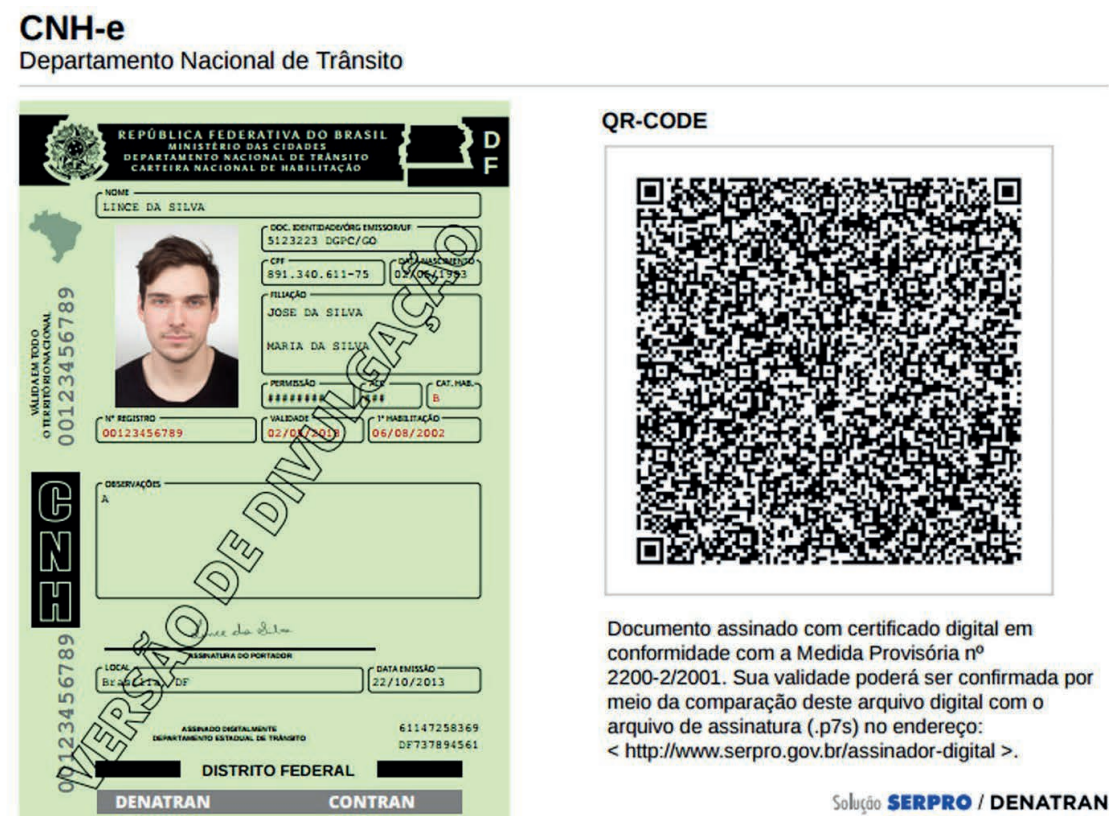 CNH-e
Departamento Nacional de Trânsito
REPÚBLICA FEDERATIVA DO BRASIL
MINISTÉRIO DAS CIDADES
DEPARTAMENTO NACIONAL DE TRÂNSITO
CARTEIRA NACIONAL DE HABILITAÇÃO
DF
NOME
LINCE DA SILVA
DOC. IDENTIDADE/ÓRG EMISSOR/UF
5123223 DGPC/GO
CPF
891.340.611-75
DATA NASCIMENTO
FILIAÇÃO
JOSE DA SILVA
MARIA DA SILVA
PERMISSÃO
########
ACC
###
CAT. HAB.
B
Nº REGISTRO
00123456789
VALIDADE
1ª HABILITAÇÃO
06/08/2002
VÁLIDA EM TODO
O TERRITÓRIO NACIONAL
00123456789
OBSERVAÇÕES
A
CNH
Lince da Silva
ASSINATURA DO PORTADOR
LOCAL
Brasília, DF
DATA EMISSÃO
22/10/2013
00123456789
ASSINADO DIGITALMENTE
DEPARTAMENTO ESTADUAL DE TRÂNSITO
61147258369
DF737894561
DISTRITO FEDERAL
DENATRAN CONTRAN
VERSÃO DE DIVULGAÇÃO
QR-CODE
Documento assinado com certificado digital em
conformidade com a Medida Provisória nº
2200-2/2001. Sua validade poderá ser confirmada por
meio da comparação deste arquivo digital com o
arquivo de assinatura (.p7s) no endereço:
< http://www.serpro.gov.br/assinador-digital >.
Solução SERPRO / DENATRAN